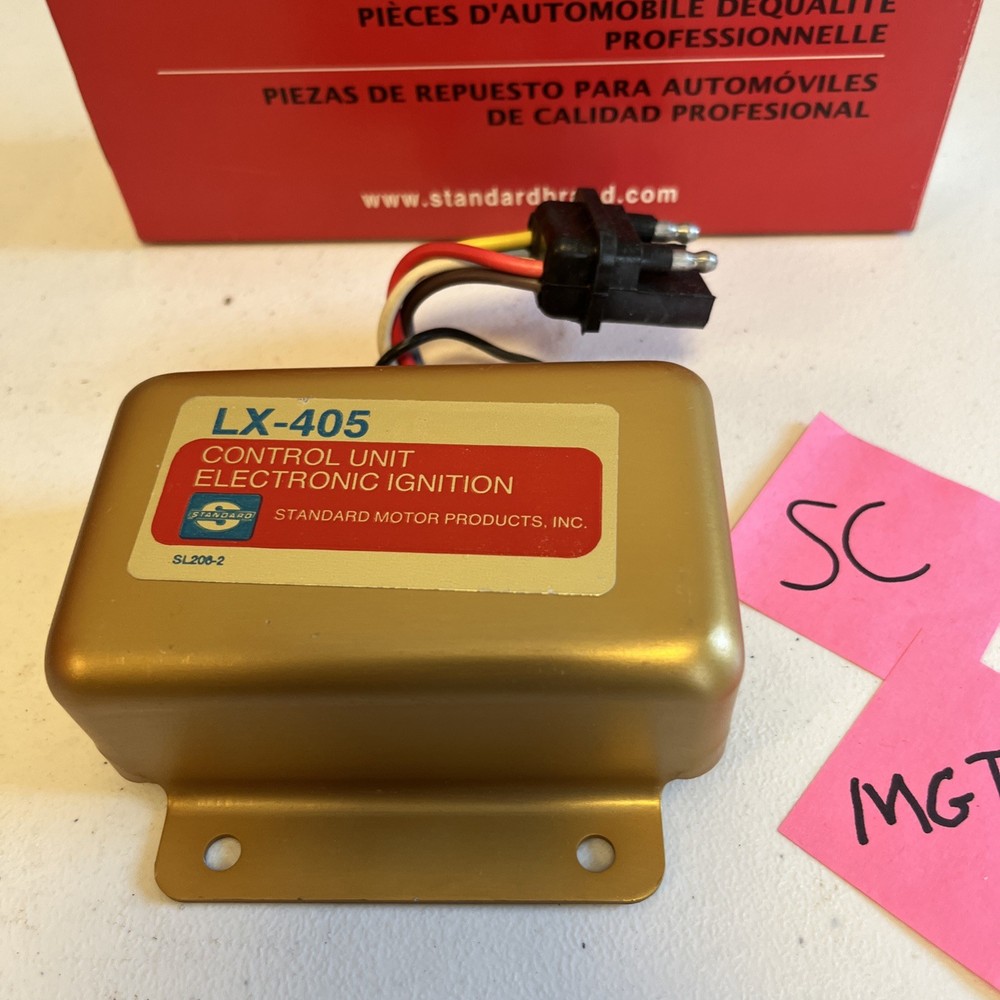 PIÈCES D'AUTOMOBILE DEQUALITÉ
PROFESSIONNELLE
PIEZAS DE REPUESTO PARA AUTOMÓVILES
DE CALIDAD PROFESIONAL
LX-405
CONTROL UNIT
ELECTRONIC IGNITION
STANDARD
STANDARD MOTOR PRODUCTS, INC.
SL206-2
SC